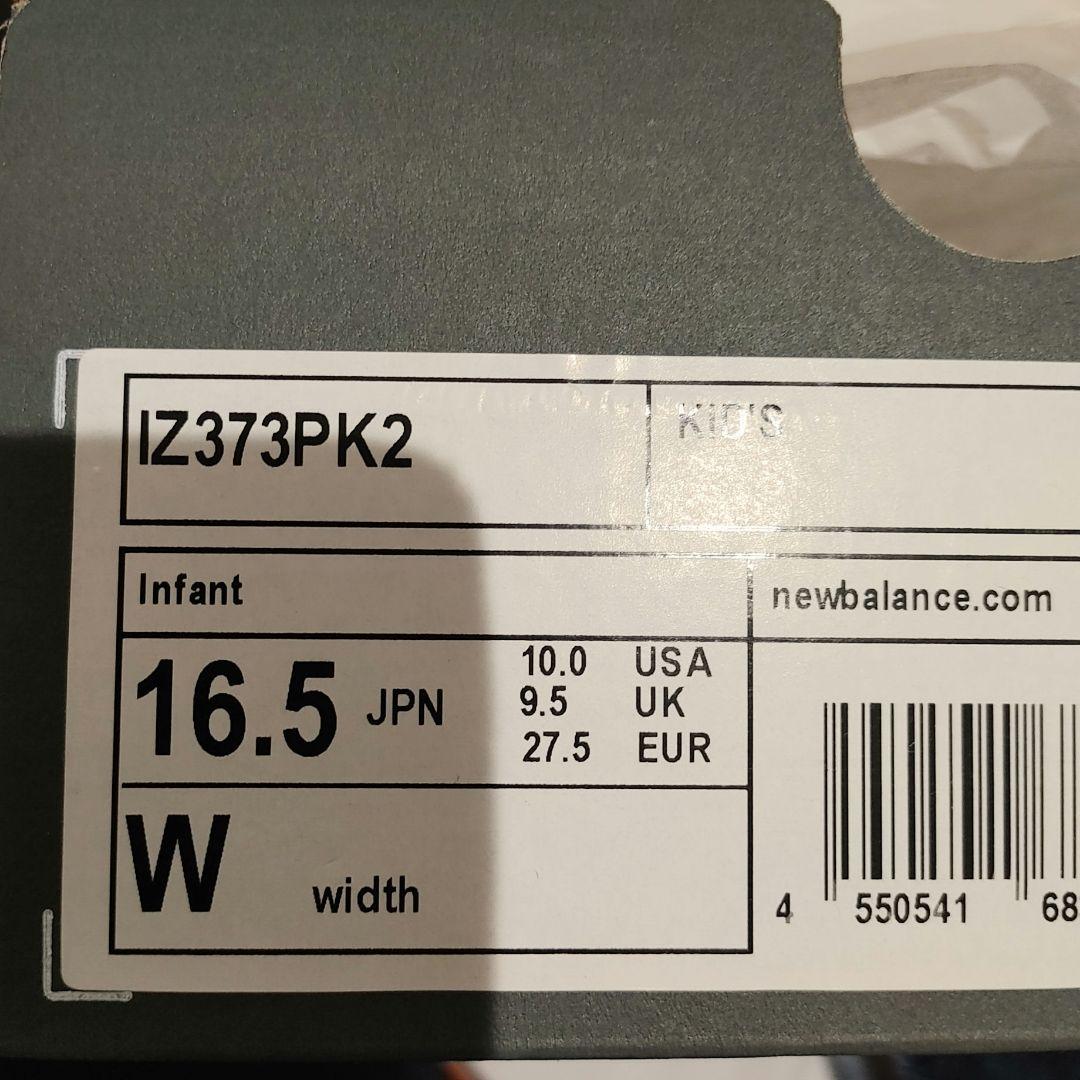 IZ373PK2
KID'S
Infant
newbalance.com
16.5 JPN
10.0 USA
9.5 UK
27.5 EUR
W width
4 550541 68